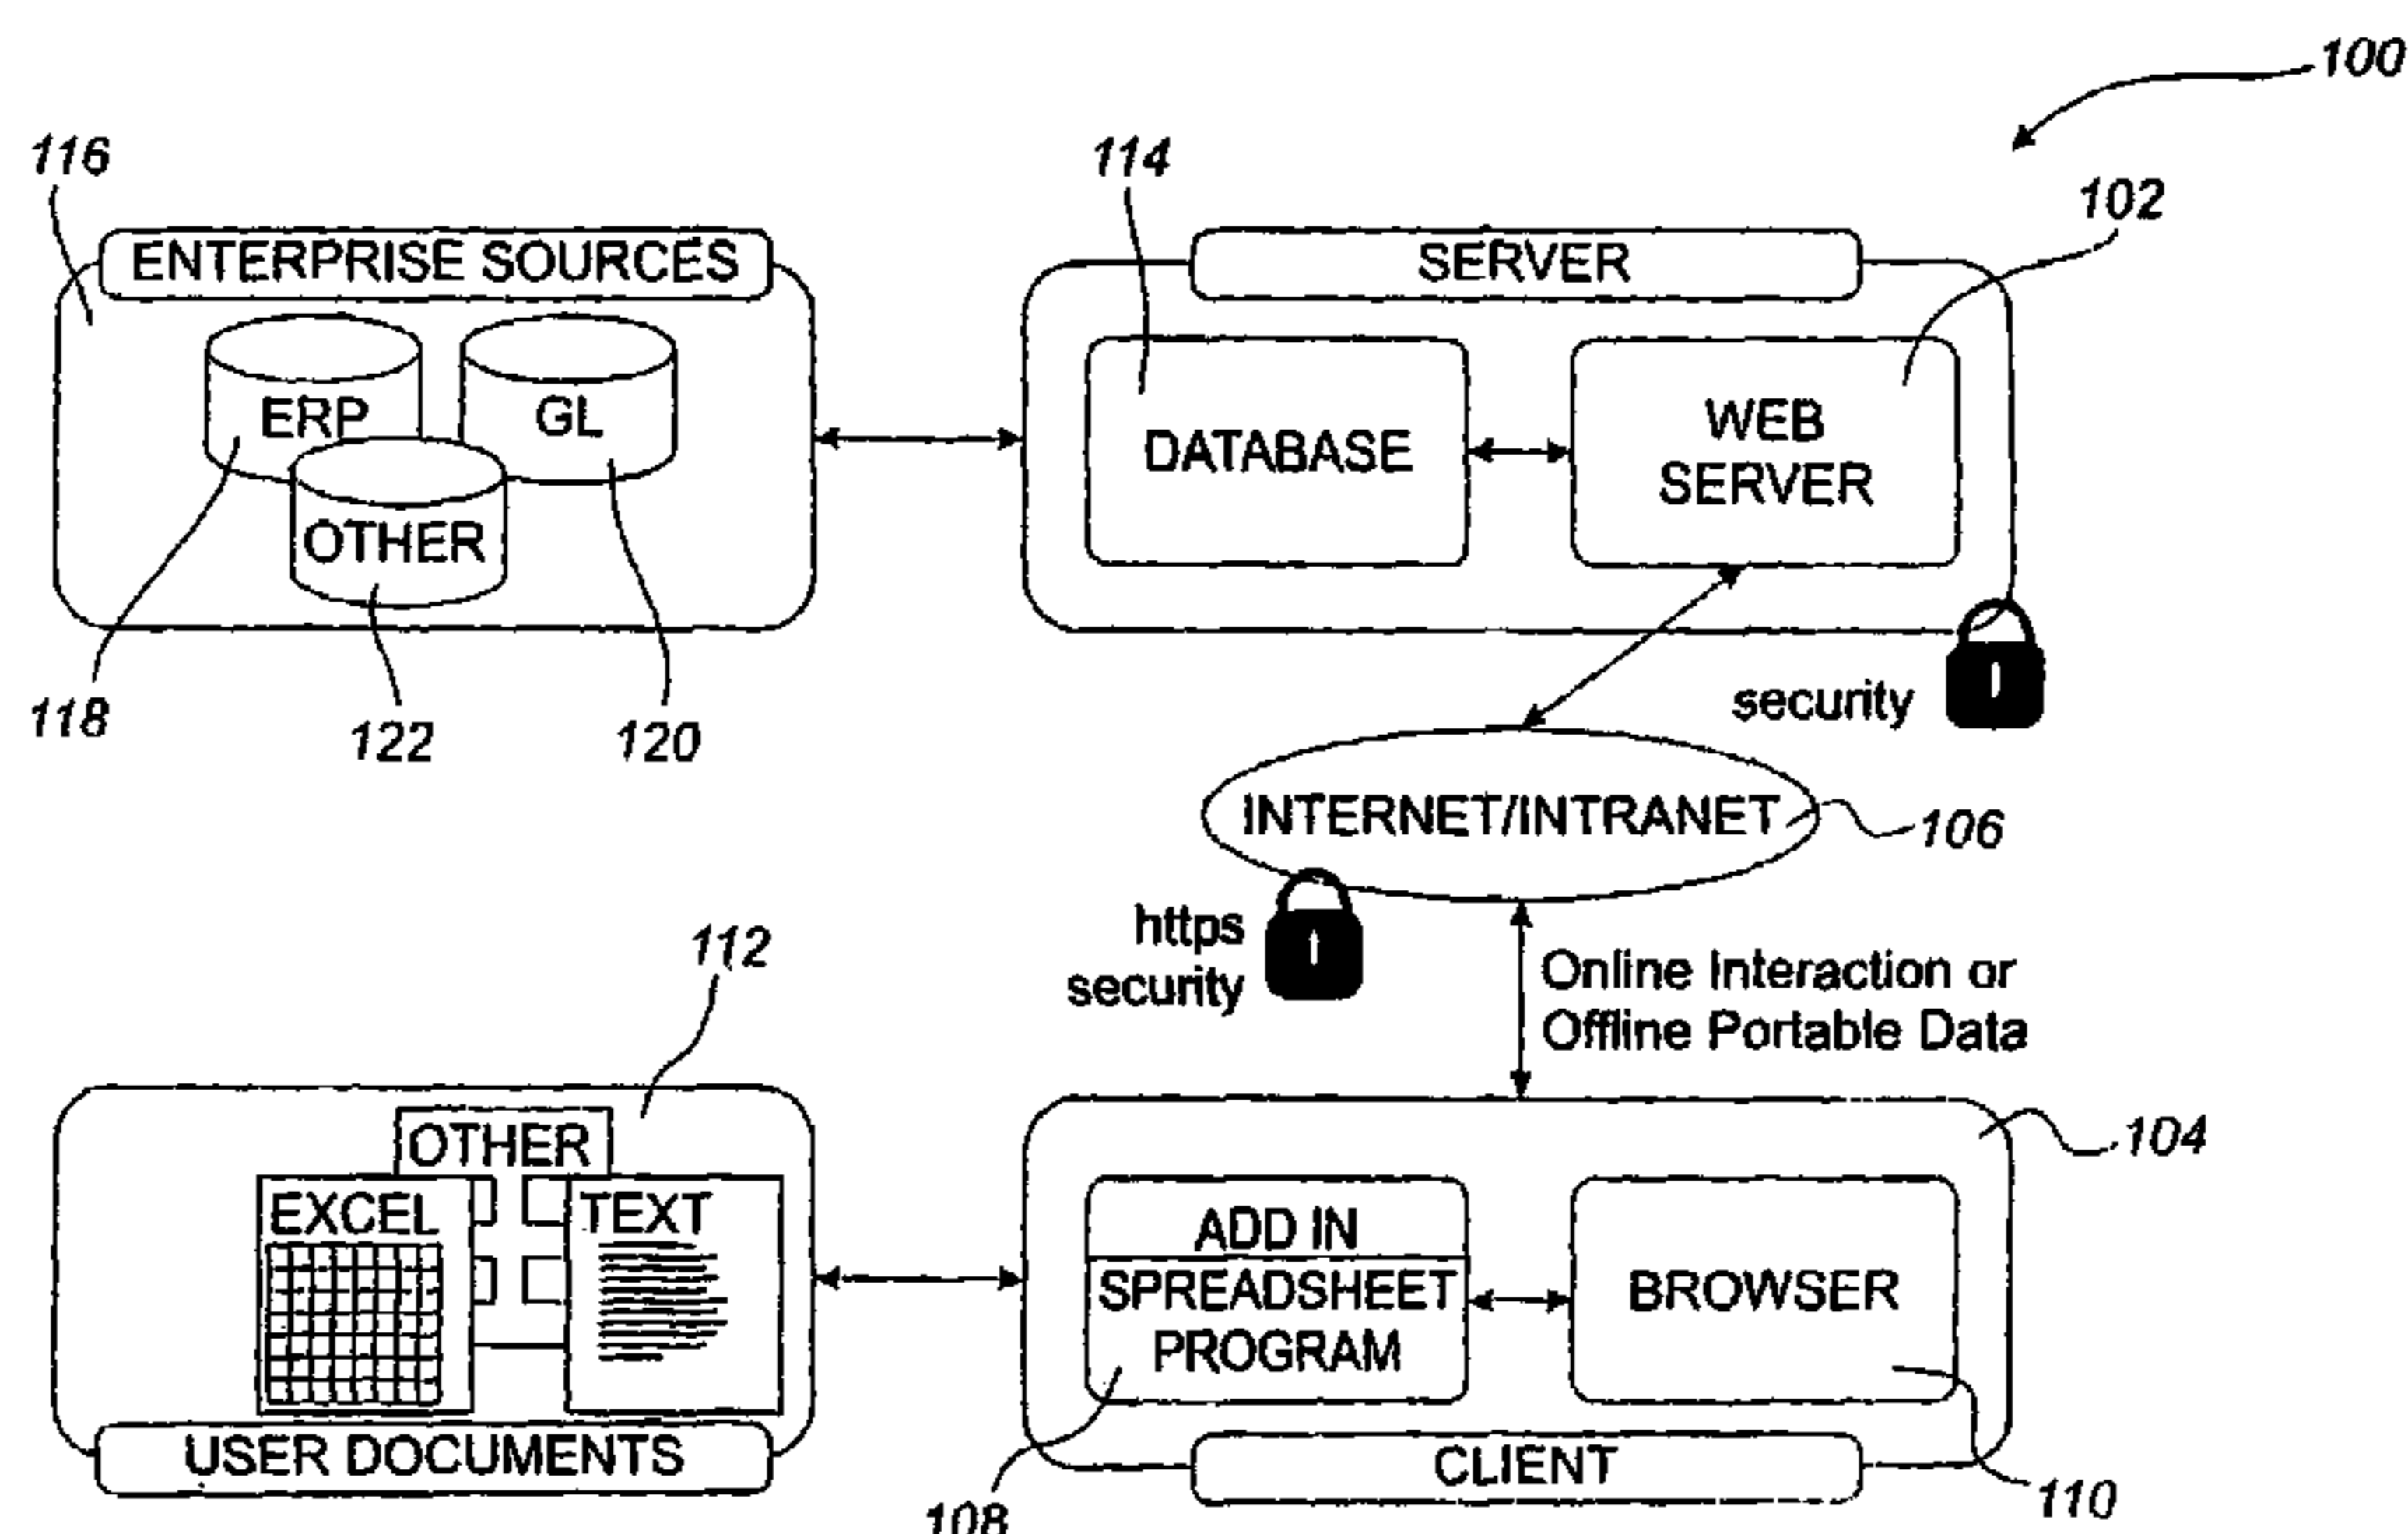 100
116
114
102
ENTERPRISE SOURCES
SERVER
ERP
GL
OTHER
DATABASE
WEB
SERVER
118
122
120
security
INTERNET/INTRANET
106
https
security
Online Interaction or
Offline Portable Data
112
104
OTHER
EXCEL
TEXT
ADD IN
SPREADSHEET
PROGRAM
BROWSER
USER DOCUMENTS
CLIENT
108
110